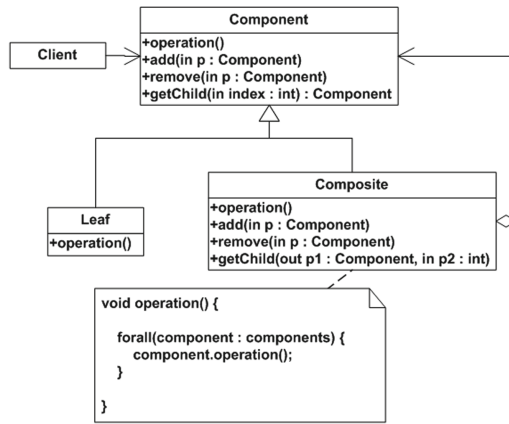 Component
Client
+operation()
+add(in p : Component)
+remove(in p : Component)
+getChild(in index : int) : Component
Composite
Leaf
+operation()
+operation()
+add(in p : Component)
+remove(in p : Component)
+getChild(out p1 : Component, in p2 : int)
void operation() {
forall(component : components) {
component.operation();
}
}